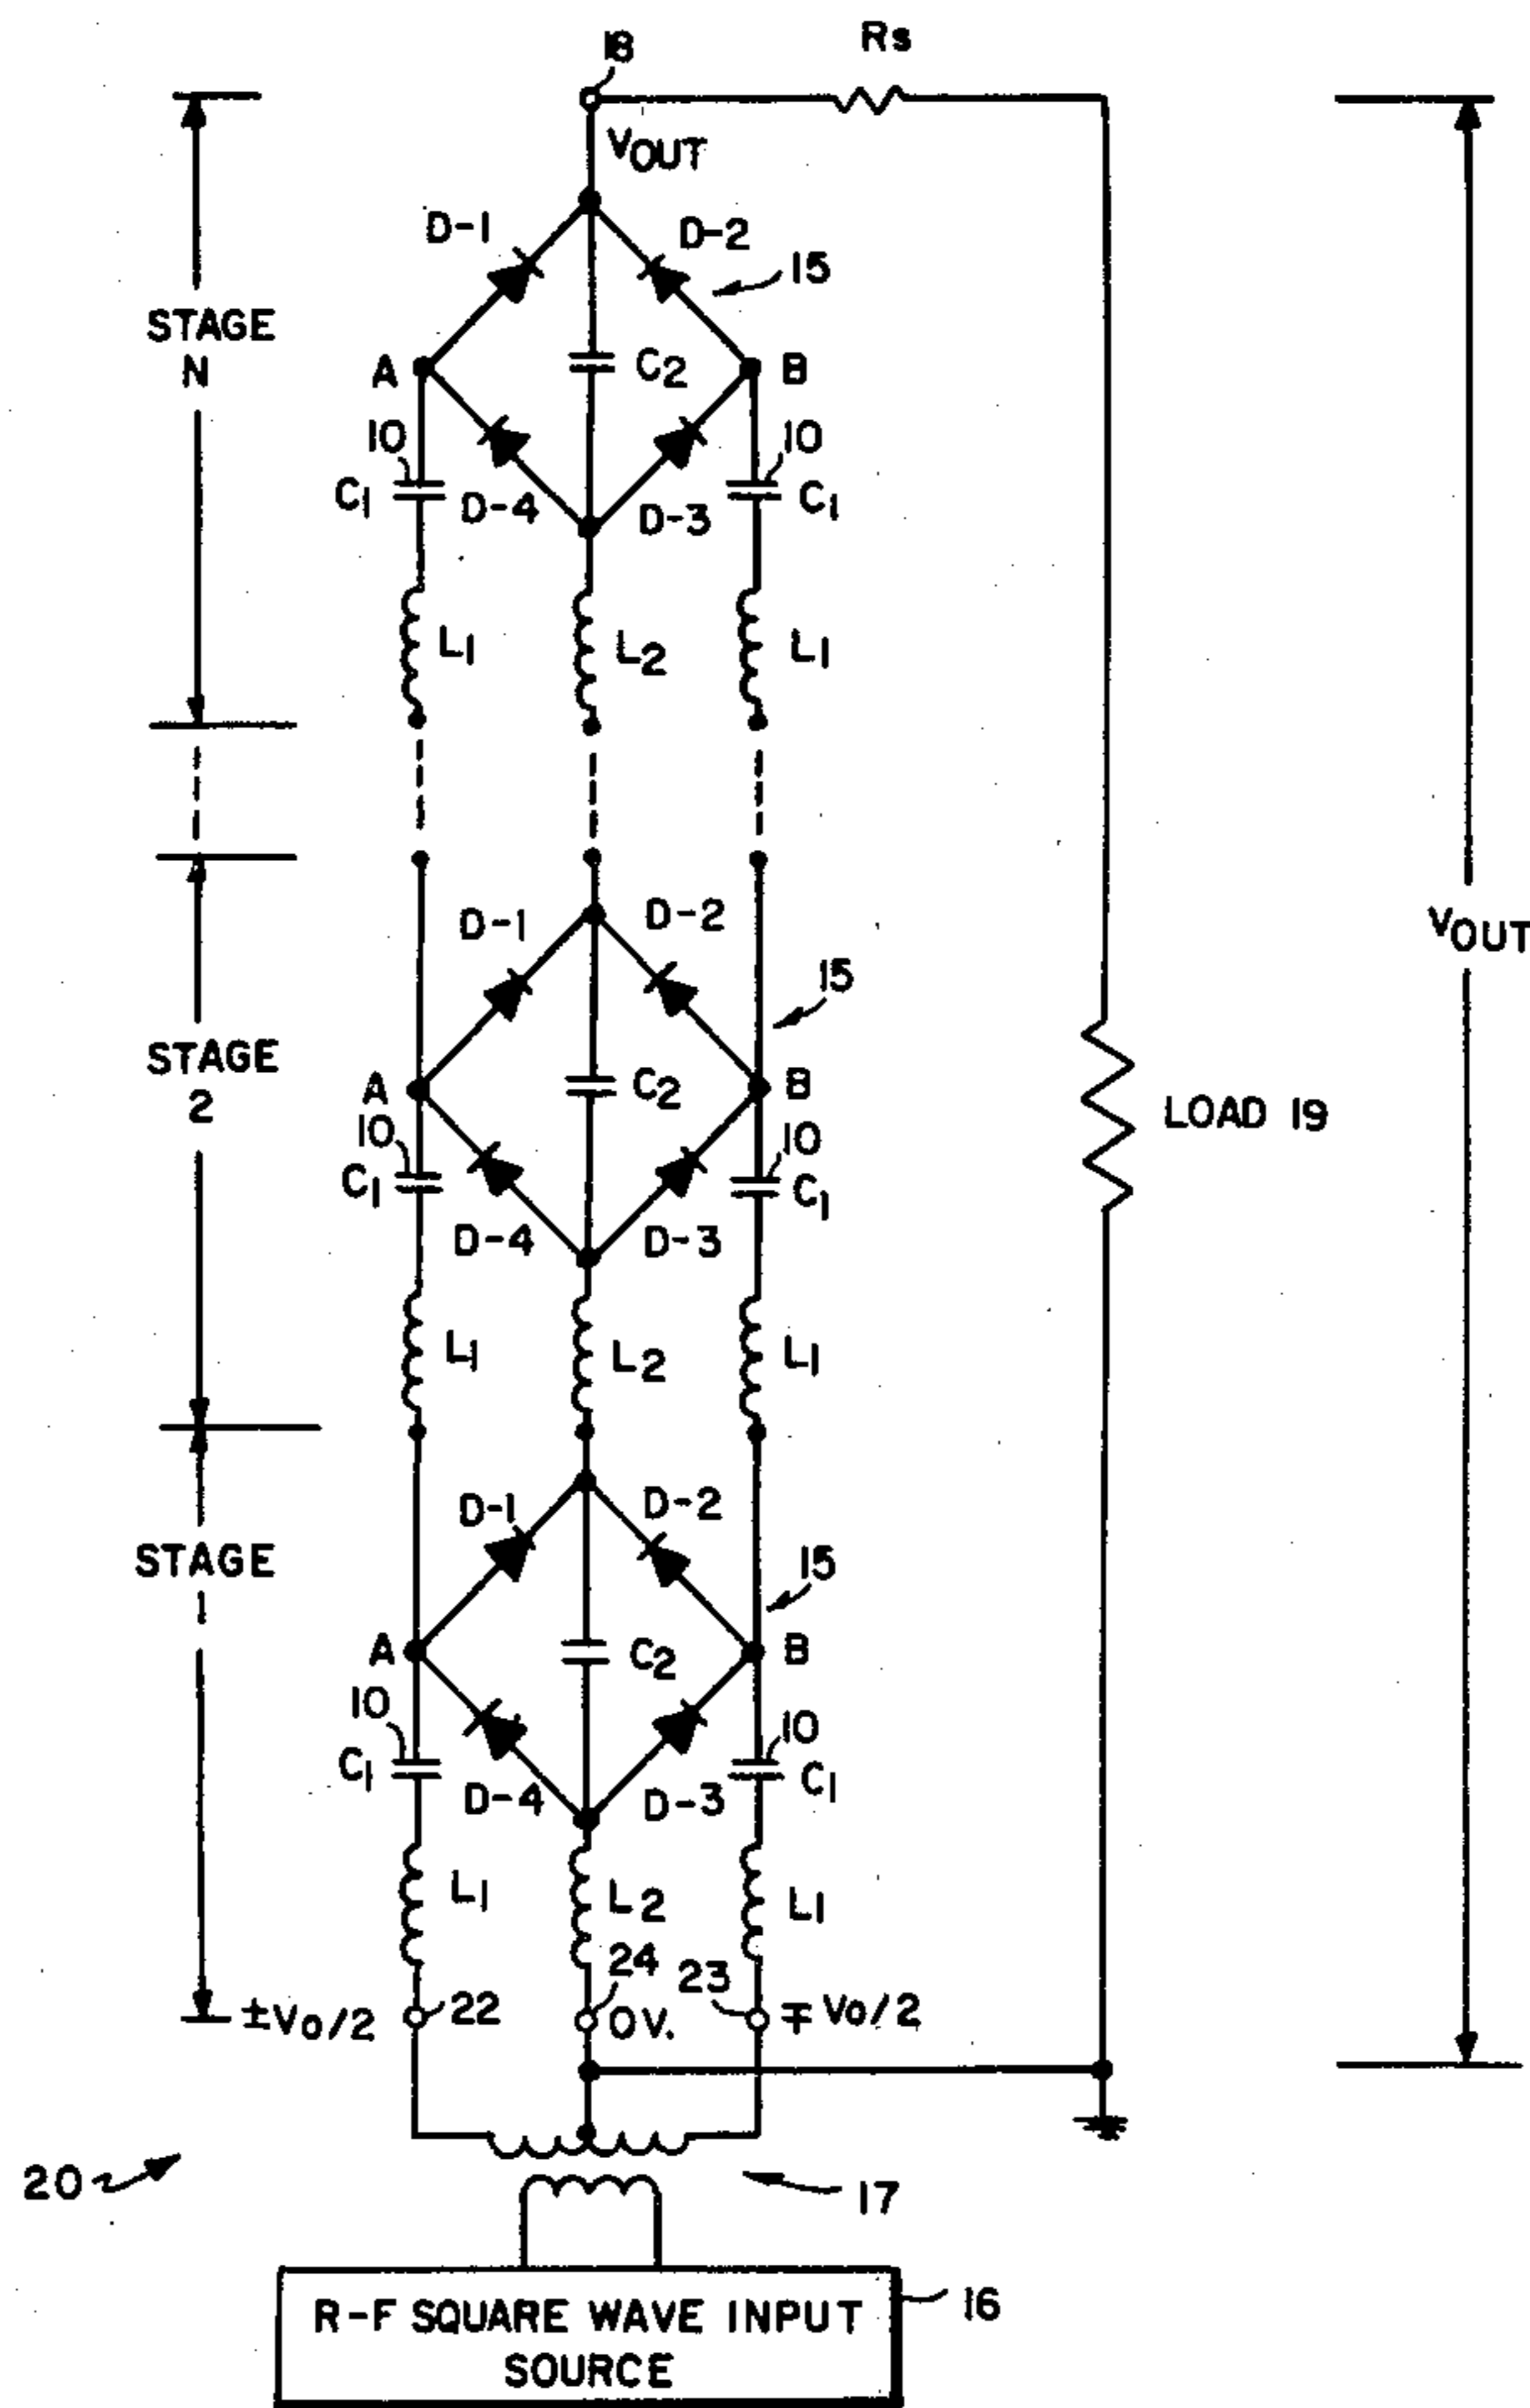 18
Rs
VOUT
D-1
D-2
15
STAGE
N
A
C2
B
10
10
C1
D-4
D-3
C1
L1
L2
L1
D-1
D-2
15
STAGE
2
A
C2
B
10
10
C1
C1
D-4
D-3
L1
L2
L1
VOUT
LOAD 19
D-1
D-2
15
STAGE
1
A
C2
B
10
10
C1
C1
D-4
D-3
L1
L2
L1
24
23
±Vo/2
22
OV.
∓ Vo/2
20
17
R-F SQUARE WAVE INPUT
SOURCE
16